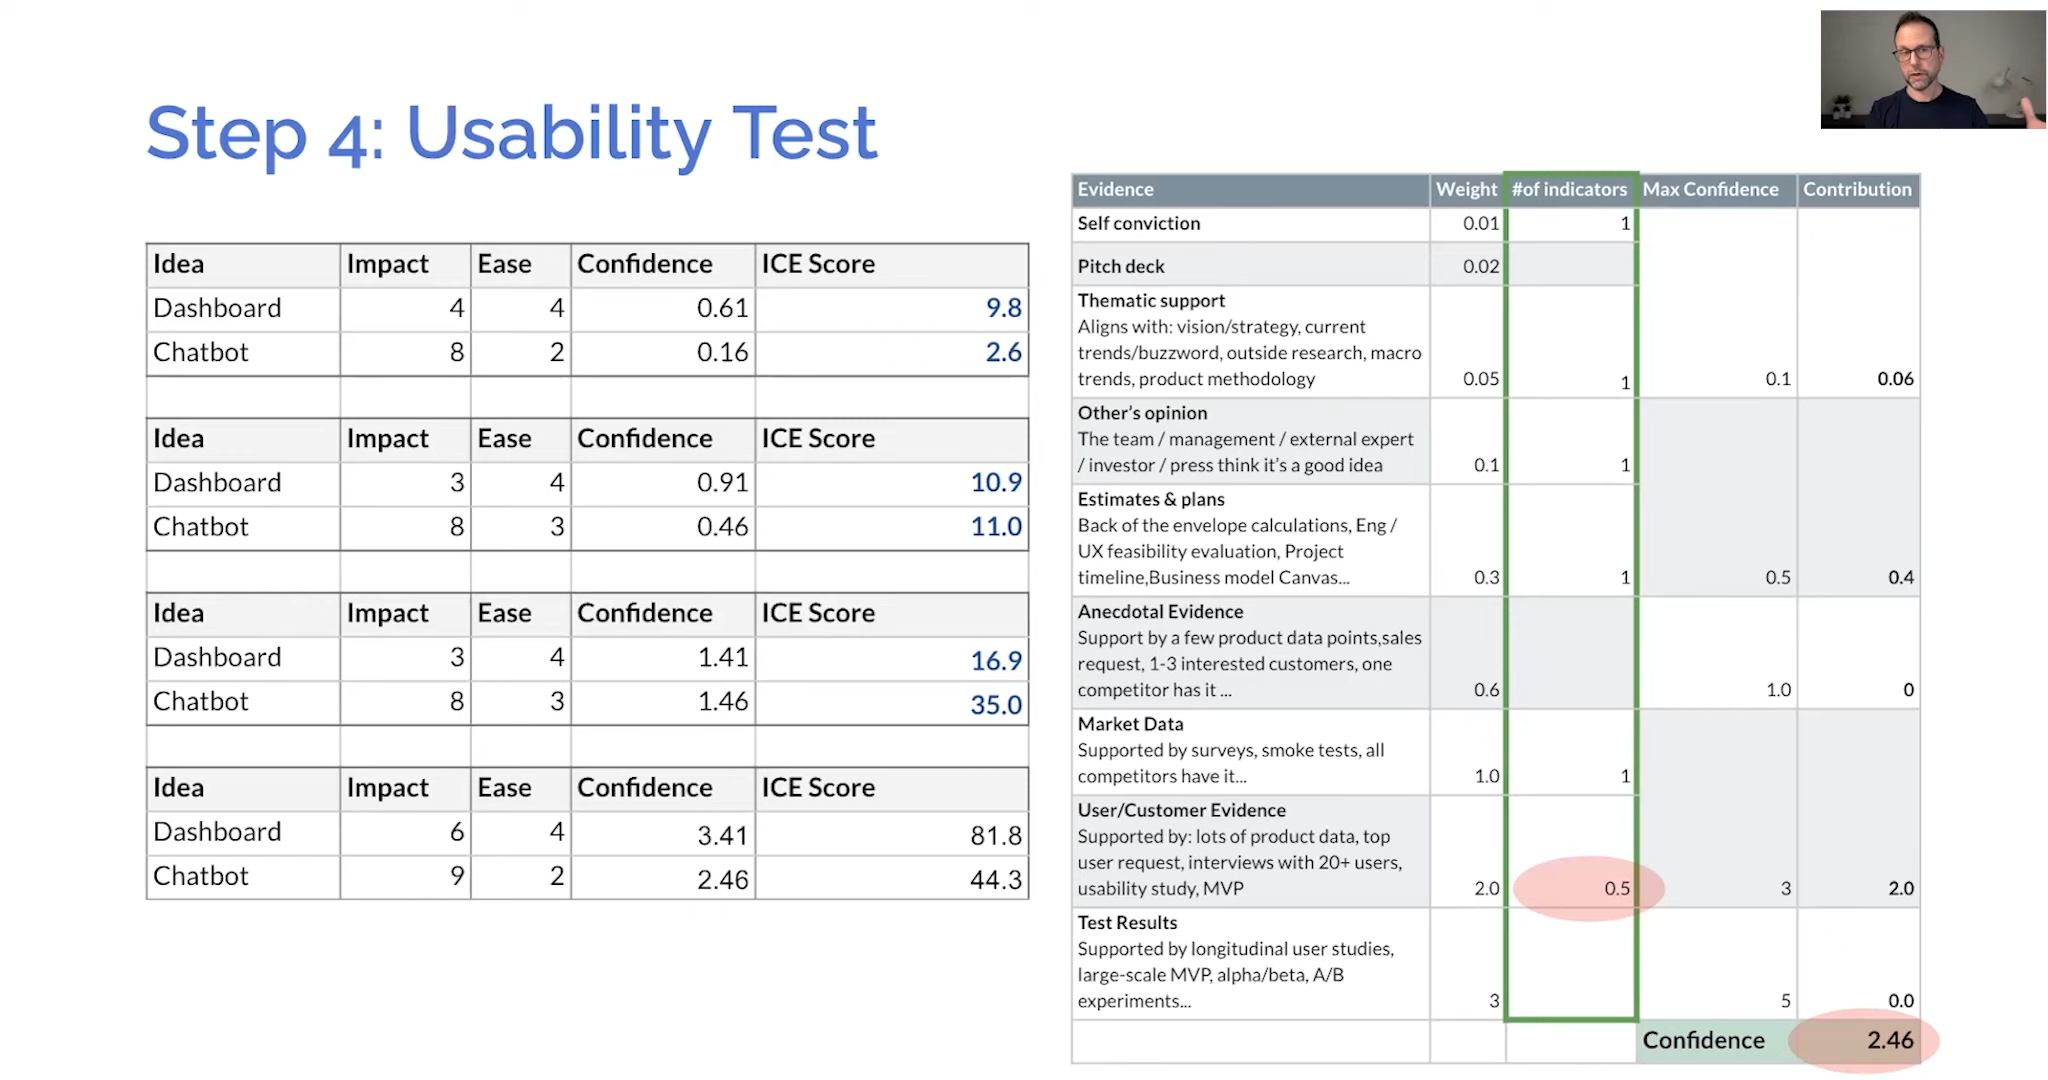 Step 4: Usability Test
Idea Impact Ease Confidence ICE Score
Dashboard 4 4 0.61 9.8
Chatbot 8 2 0.16 2.6
Idea Impact Ease Confidence ICE Score
Dashboard 3 4 0.91 10.9
Chatbot 8 3 0.46 11.0
Idea Impact Ease Confidence ICE Score
Dashboard 3 4 1.41 16.9
Chatbot 8 3 1.46 35.0
Idea Impact Ease Confidence ICE Score
Dashboard 6 4 3.41 81.8
Chatbot 9 2 2.46 44.3
Evidence Weight #of indicators Max Confidence Contribution
Self conviction 0.01 1
Pitch deck 0.02
Thematic support
Aligns with: vision/strategy, current
trends/buzzword, outside research, macro
trends, product methodology 0.05 1 0.1 0.06
Other's opinion
The team / management / external expert
/ investor / press think it's a good idea 0.1 1
Estimates & plans
Back of the envelope calculations, Eng /
UX feasibility evaluation, Project
timeline,Business model Canvas... 0.3 1 0.5 0.4
Anecdotal Evidence
Support by a few product data points,sales
request, 1-3 interested customers, one
competitor has it ... 0.6 1.0 0
Market Data
Supported by surveys, smoke tests, all
competitors have it... 1.0 1
User/Customer Evidence
Supported by: lots of product data, top
user request, interviews with 20+ users,
usability study, MVP 2.0 0.5 3 2.0
Test Results
Supported by longitudinal user studies,
large-scale MVP, alpha/beta, A/B
experiments... 3 5 0.0
Confidence 2.46